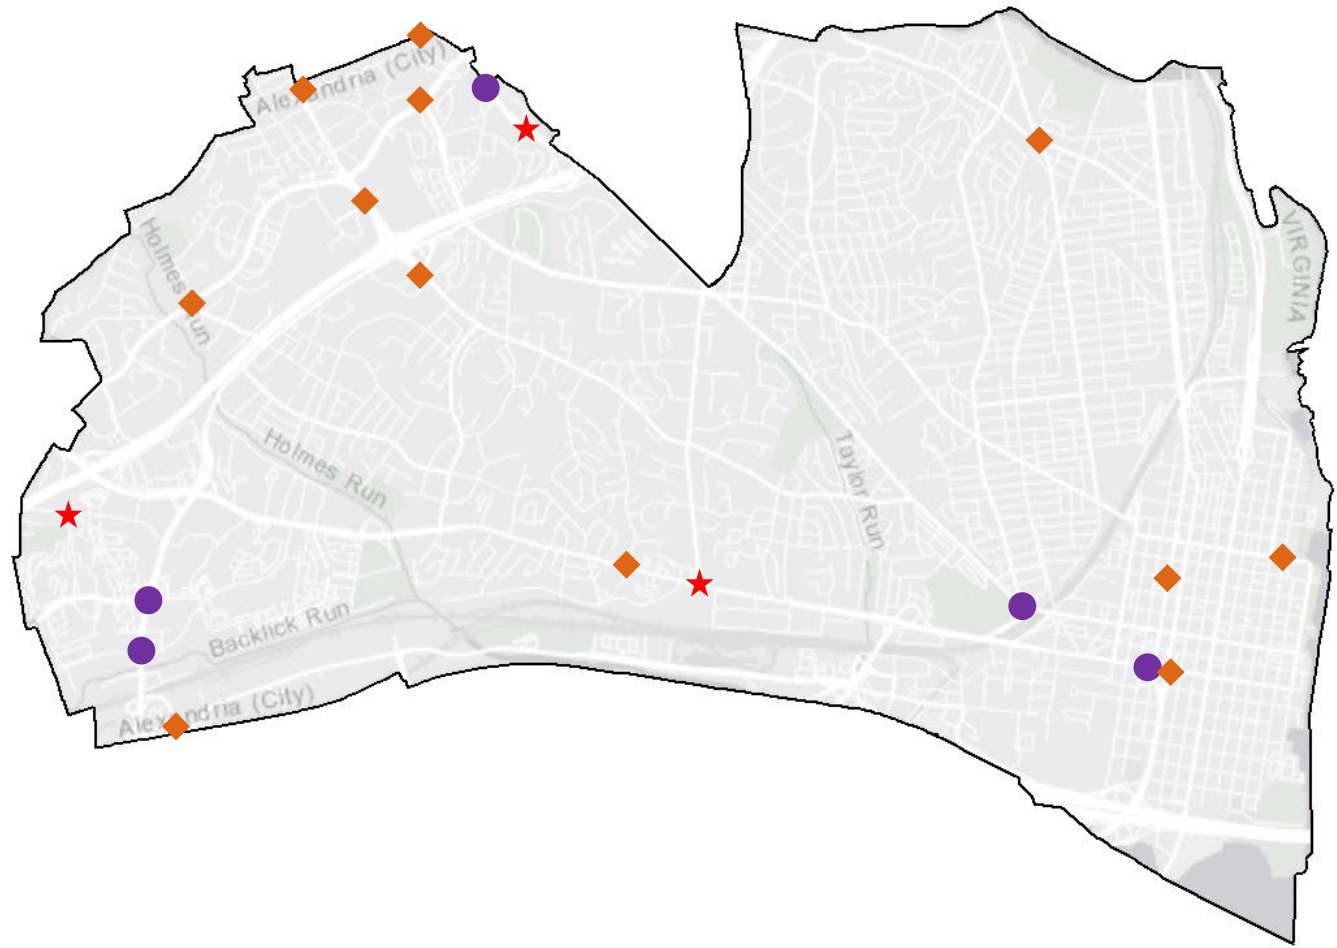 Alexandria (City)
VIRGINIA
Holmes Run
Holmes Run
Taylor Run
Backlick Run
Alexandria (City)